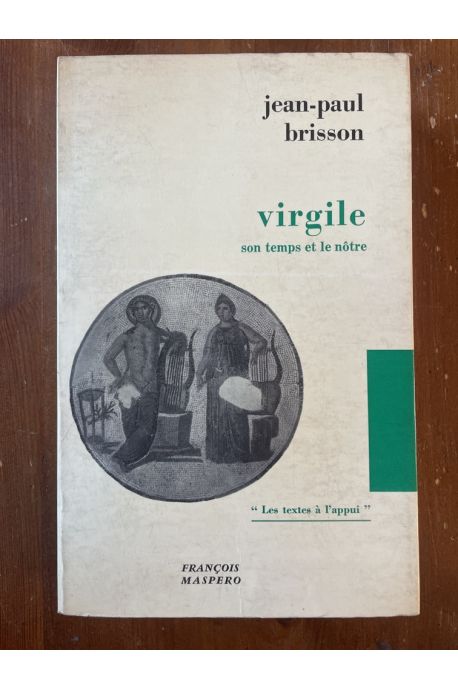 jean-paul
brisson
virgile
son temps et le nôtre
“ Les textes à l'appui ”
FRANÇOIS
MASPERO